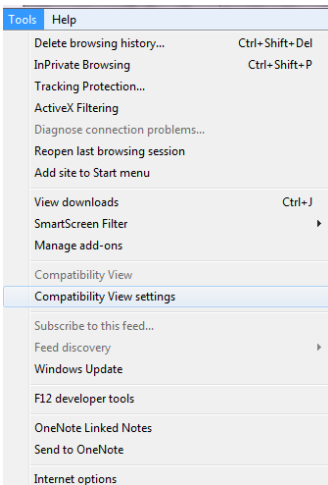 Tools Help
Delete browsing history... Ctrl+Shift+Del
InPrivate Browsing Ctrl+Shift+P
Tracking Protection...
ActiveX Filtering
Diagnose connection problems...
Reopen last browsing session
Add site to Start menu
View downloads Ctrl+J
SmartScreen Filter
Manage add-ons
Compatibility View
Compatibility View settings
Subscribe to this feed...
Feed discovery
Windows Update
F12 developer tools
OneNote Linked Notes
Send to OneNote
Internet options